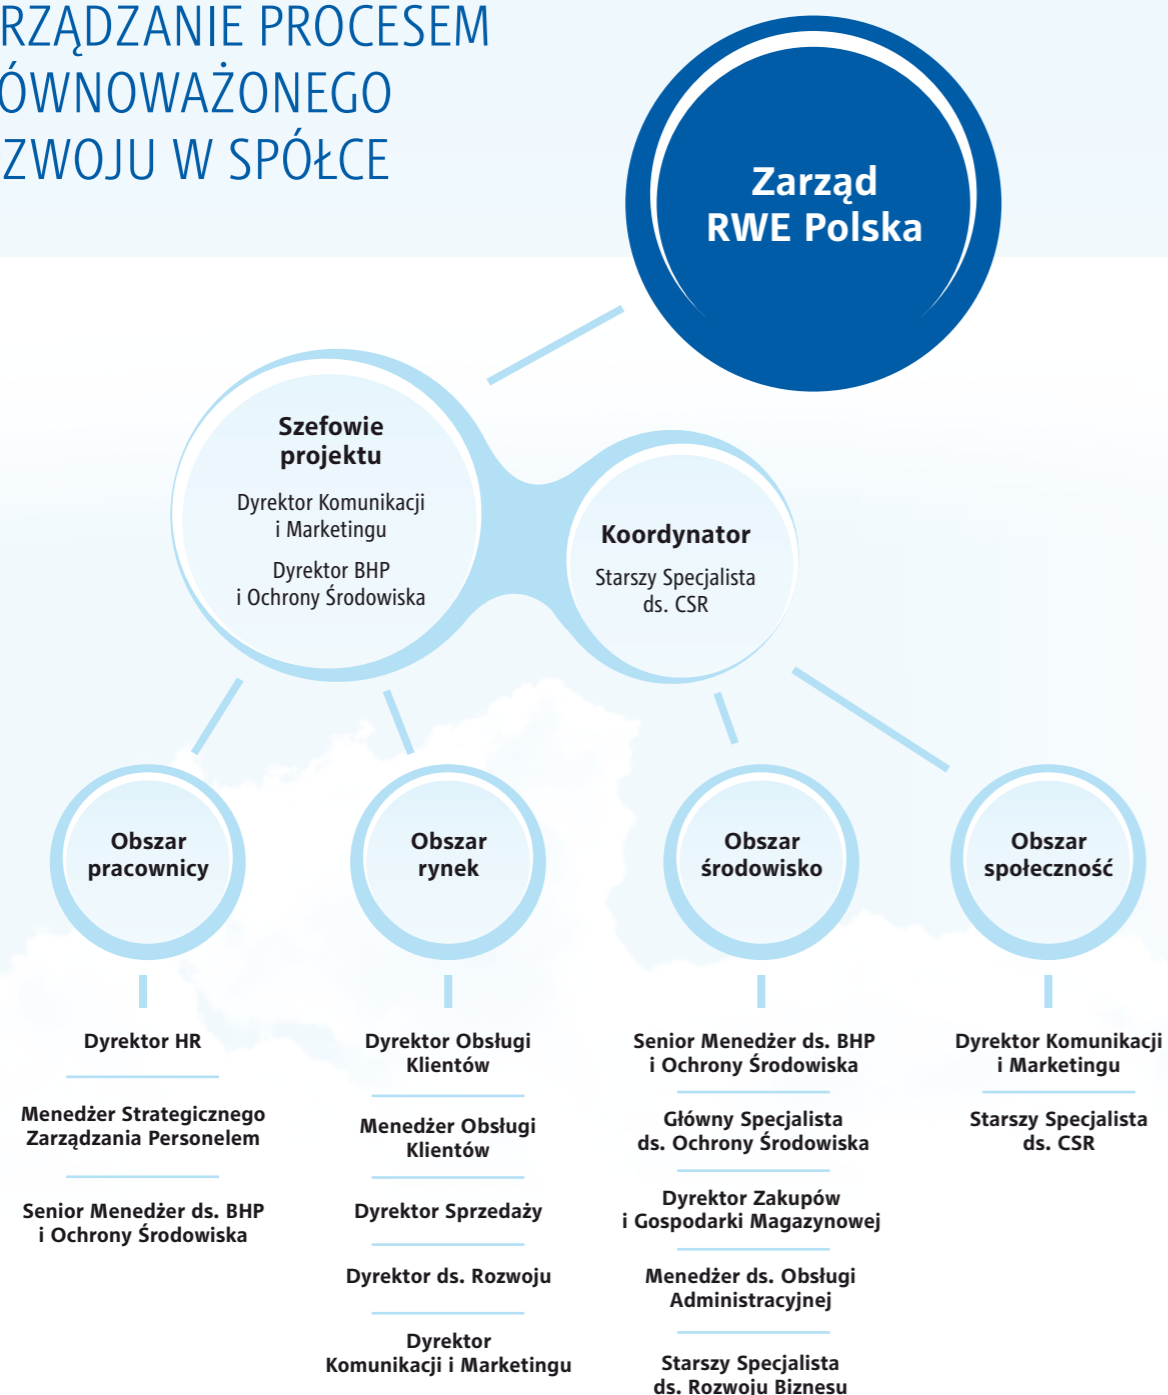 RZĄDZANIE PROCESEM
ÓWNOWAŻONEGO
ZWOJU W SPÓŁCE
Zarząd
RWE Polska
Szefowie
projektu
Dyrektor Komunikacji
i Marketingu
Dyrektor BHP
i Ochrony Środowiska
Koordynator
Starszy Specjalista
ds. CSR
Obszar
pracownicy
Dyrektor HR
Menedżer Strategicznego
Zarządzania Personelem
Senior Menedżer ds. BHP
i Ochrony Środowiska
Obszar
rynek
Dyrektor Obsługi
Klientów
Menedżer Obsługi
Klientów
Dyrektor Sprzedaży
Dyrektor ds. Rozwoju
Dyrektor
Komunikacji i Marketingu
Obszar
środowisko
Senior Menedżer ds. BHP
i Ochrony Środowiska
Główny Specjalista
ds. Ochrony Środowiska
Dyrektor Zakupów
i Gospodarki Magazynowej
Menedżer ds. Obsługi
Administracyjnej
Starszy Specjalista
ds. Rozwoju Biznesu
Obszar
społeczność
Dyrektor Komunikacji
i Marketingu
Starszy Specjalista
ds. CSR